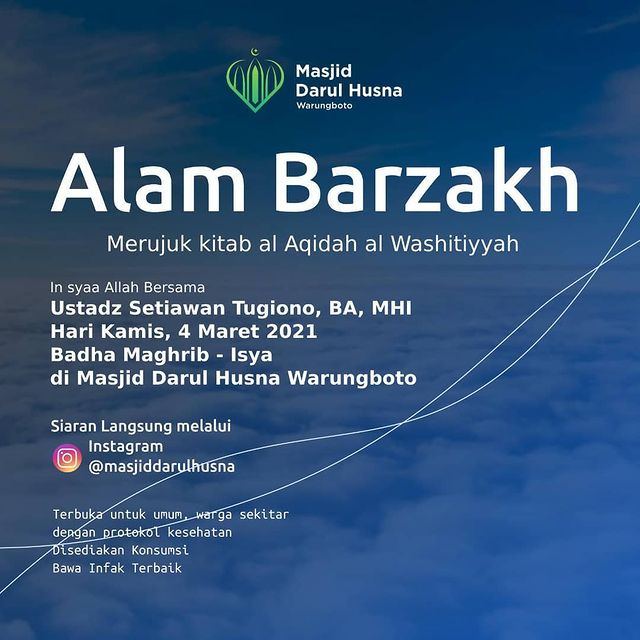 Masjid
Darul Husna
Warungboto
Alam Barzakh
Merujuk kitab al Aqidah al Washitiyyah
In syaa Allah Bersama
Ustadz Setiawan Tugiono, BA, MHI
Hari Kamis, 4 Maret 2021
Badha Maghrib - Isya
di Masjid Darul Husna Warungboto
Siaran Langsung melalui
Instagram
@masjiddarulhusna
Terbuka untuk umum, warga sekitar
dengan protokol kesehatan
Disediakan Konsumsi
Bawa Infak Terbaik